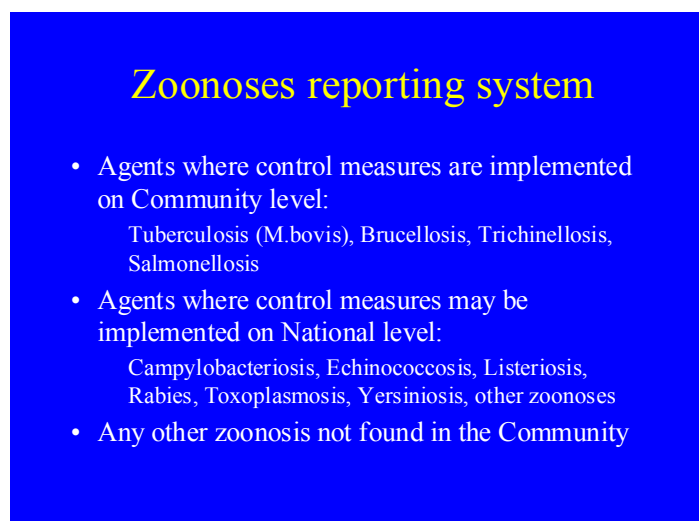 Zoonoses reporting system
• Agents where control measures are implemented
on Community level:
Tuberculosis (M.bovis), Brucellosis, Trichinellosis,
Salmonellosis
• Agents where control measures may be
implemented on National level:
Campylobacteriosis, Echinococcosis, Listeriosis,
Rabies, Toxoplasmosis, Yersiniosis, other zoonoses
• Any other zoonosis not found in the Community